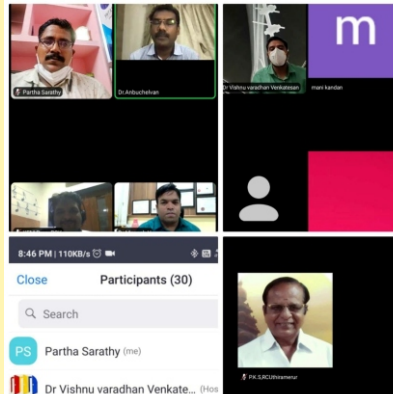 Partha Sarathy
Dr.Anbuchelvan
m
Dr Vishnu varadhan Venkatesan
mani kandan
8:46 PM | 110KB/s
Close
Participants (30)
Search
PS
Partha Sarathy (me)
Dr Vishnu varadhan Venkate... (Hos
P.K.S,RCUthiramerur